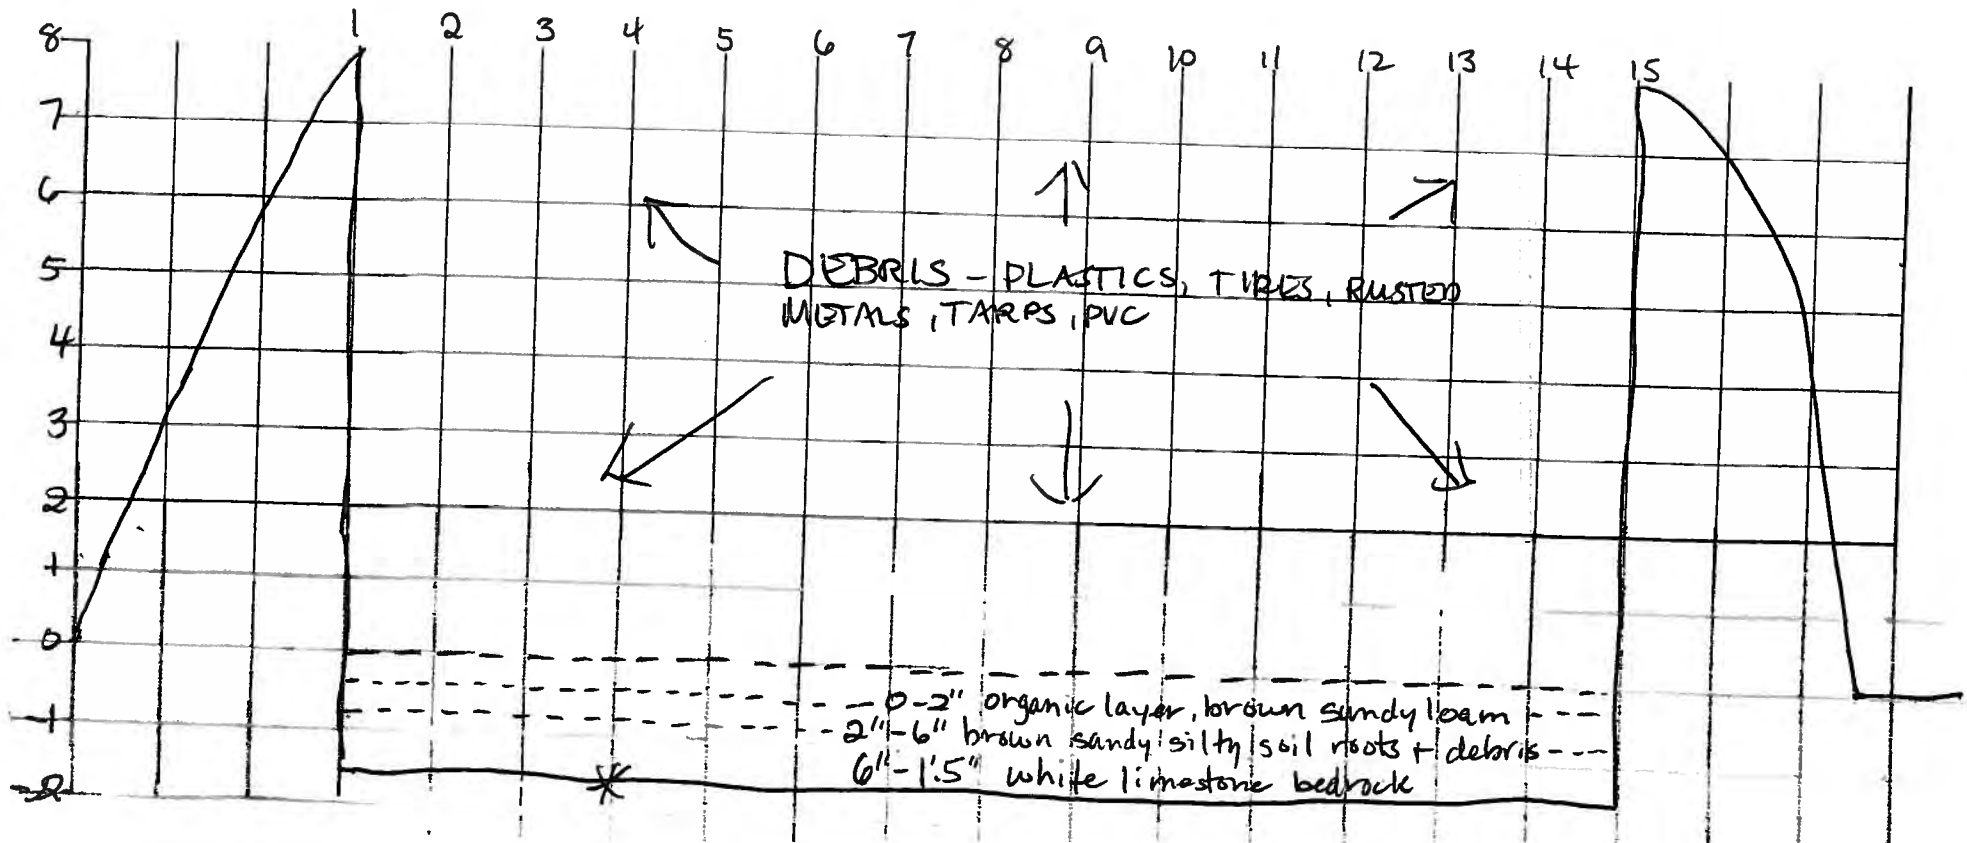 1 2 3 4 5 6 7 8 9 10 11 12 13 14 15
8
7
6
5
4
3
2
1
0
-1
-2
DEBRIS - PLASTICS, TIRES, RUSTED
METALS, TARPS, PVC
0-2" organic layer, brown sandy loam
2"-6" brown sandy silty soil roots + debris
6"-1'.5" white limestone bedrock